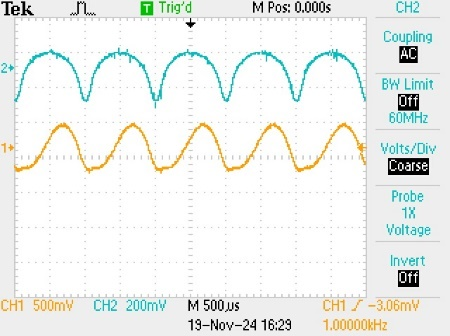 Tek
T Trig'd
M Pos: 0.000s
CH2
Coupling
AC
BW Limit
Off
60MHz
Volts/Div
Coarse
Probe
1X
Voltage
Invert
Off
2
1
CH1 500mV
CH2 200mV
M 500µs
CH1 -3.06mV
19-Nov-24 16:29
1.00000kHz